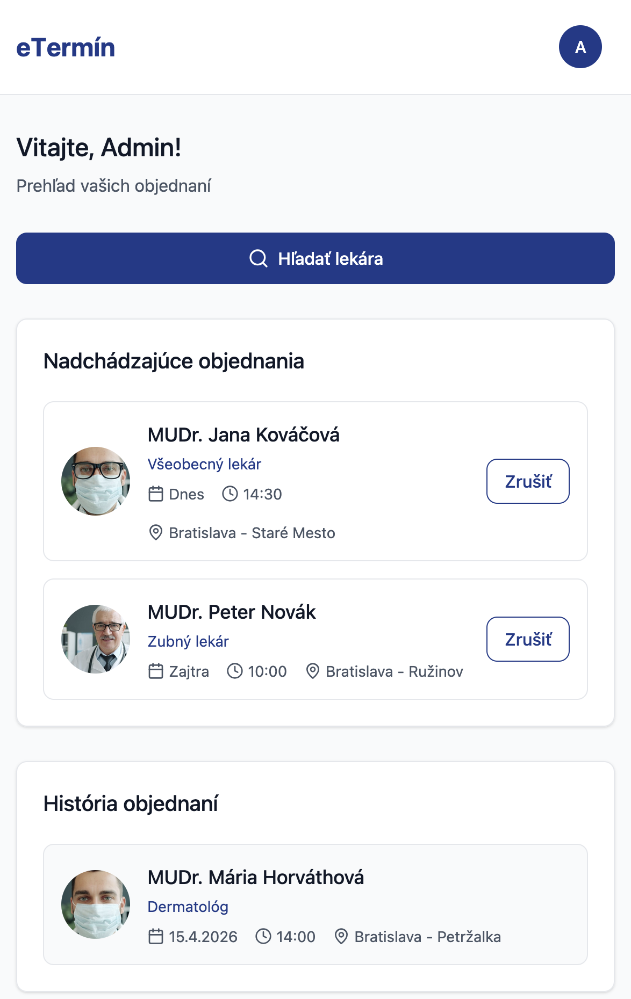 eTermín
A
Vitajte, Admin!
Prehľad vašich objednaní
Hľadať lekára
Nadchádzajúce objednania
MUDr. Jana Kováčová
Všeobecný lekár
Dnes 14:30
Bratislava - Staré Mesto
Zrušiť
MUDr. Peter Novák
Zubný lekár
Zajtra 10:00 Bratislava - Ružinov
Zrušiť
História objednaní
MUDr. Mária Horváthová
Dermatológ
15.4.2026 14:00 Bratislava - Petržalka